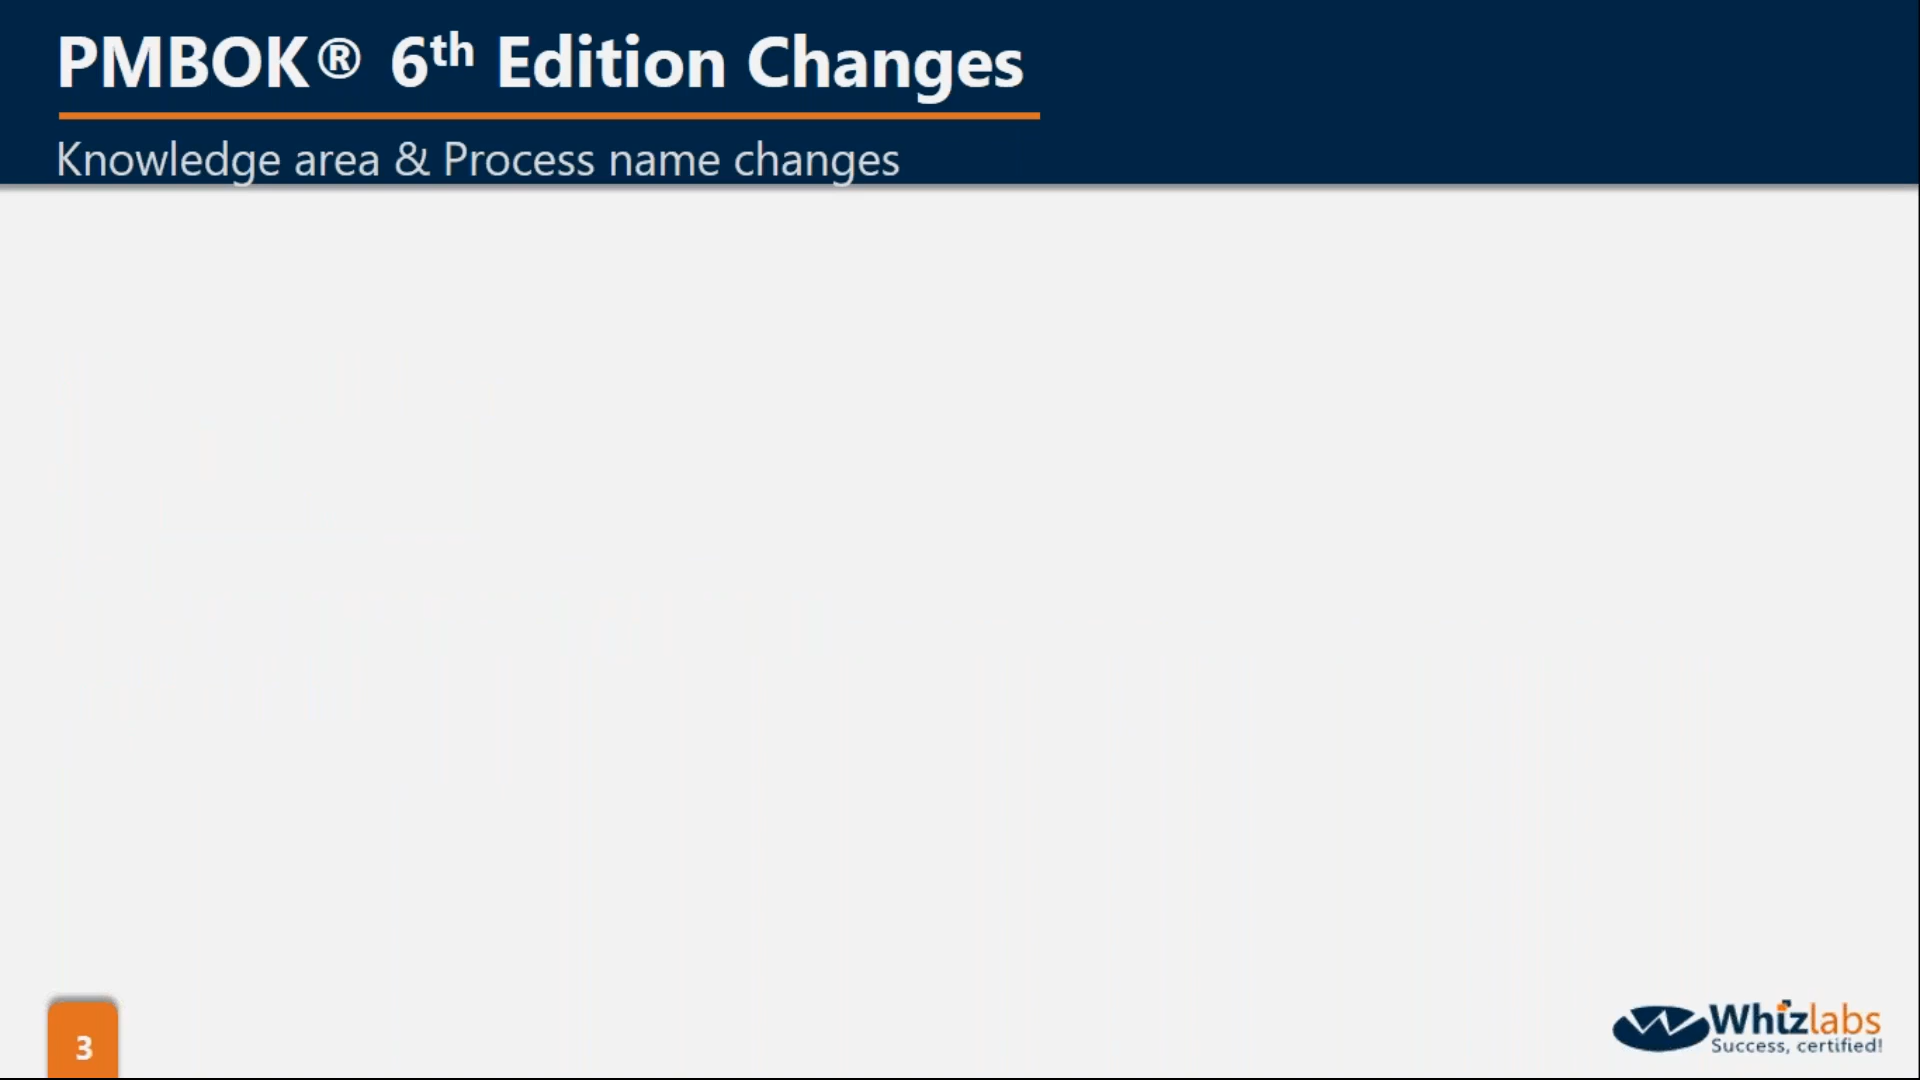 PMBOK® 6th Edition Changes
Knowledge area & Process name changes
3
Whizlabs
Success, certified!